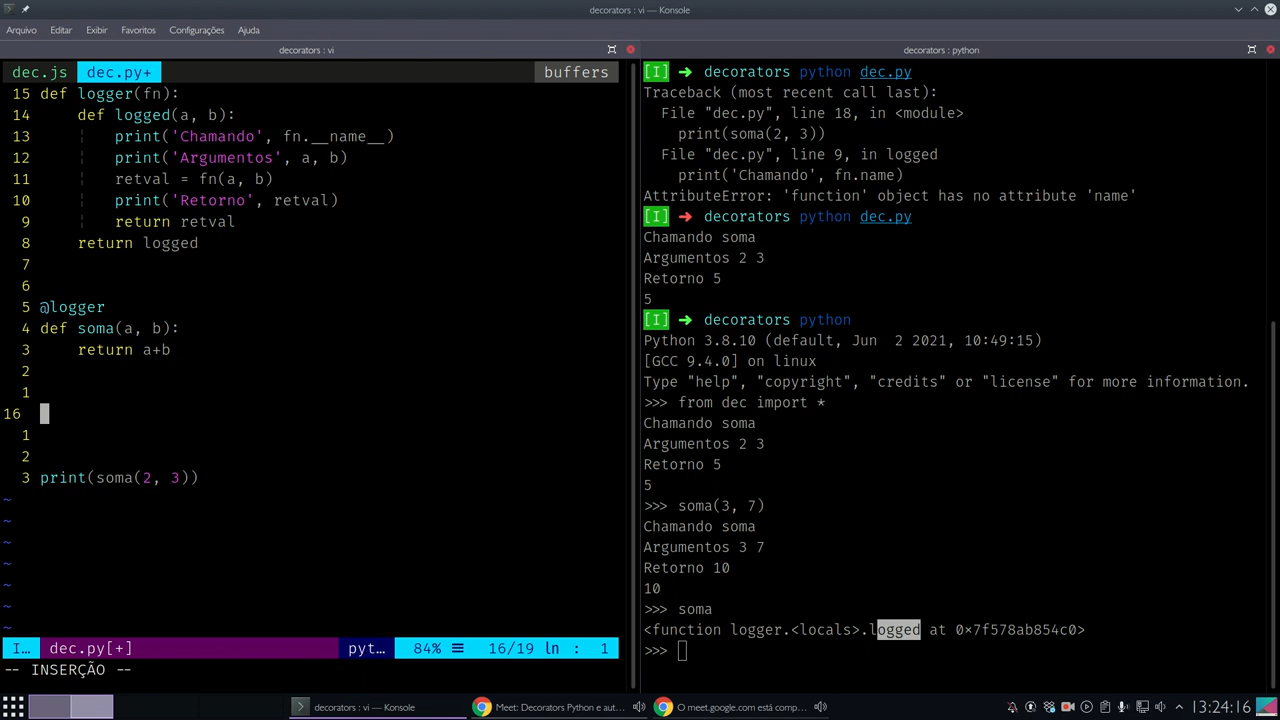 decorators : vi — Konsole
Arquivo Editar Exibir Favoritos Configurações Ajuda
decorators : vi
dec.js dec.py+ buffers
15 def logger(fn):
14 def logged(a, b):
13 print('Chamando', fn.__name__)
12 print('Argumentos', a, b)
11 retval = fn(a, b)
10 print('Retorno', retval)
9 return retval
8 return logged
7
6
5 @logger
4 def soma(a, b):
3 return a+b
2
1
16
1
2
3 print(soma(2, 3))
~
~
~
~
~
~
~
I… dec.py[+] pyt… 84% ☰ 16/19 ln : 1
-- INSERÇÃO --
decorators : python
[I] ➜ decorators python dec.py
Traceback (most recent call last):
File "dec.py", line 18, in <module>
print(soma(2, 3))
File "dec.py", line 9, in logged
print('Chamando', fn.name)
AttributeError: 'function' object has no attribute 'name'
[I] ➜ decorators python dec.py
Chamando soma
Argumentos 2 3
Retorno 5
5
[I] ➜ decorators python
Python 3.8.10 (default, Jun 2 2021, 10:49:15)
[GCC 9.4.0] on linux
Type "help", "copyright", "credits" or "license" for more information.
>>> from dec import *
Chamando soma
Argumentos 2 3
Retorno 5
5
>>> soma(3, 7)
Chamando soma
Argumentos 3 7
Retorno 10
10
>>> soma
<function logger.<locals>.logged at 0x7f578ab854c0>
>>>
decorators : vi — Konsole Meet: Decorators Python e aut… O meet.google.com está comp… 13:24:16